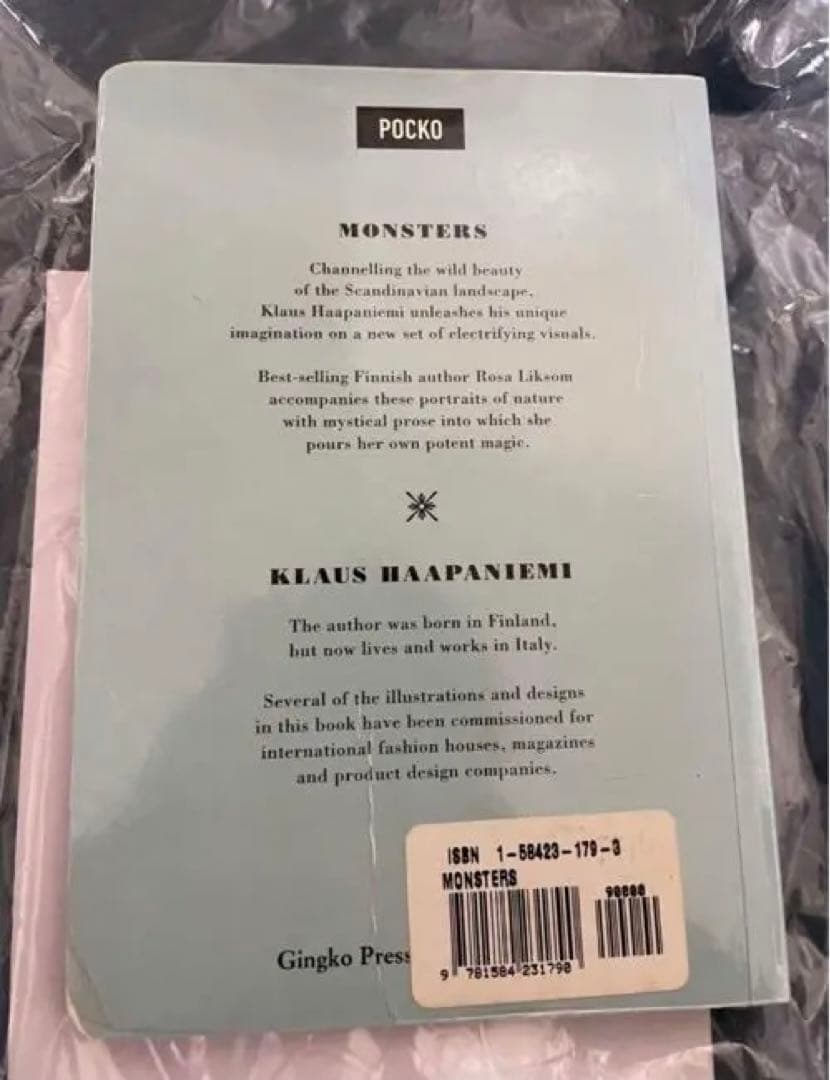 POCKO
MONSTERS
Channelling the wild beauty
of the Scandinavian landscape,
Klaus Haapaniemi unleashes his unique
imagination on a new set of electrifying visuals.
Best-selling Finnish author Rosa Liksom
accompanies these portraits of nature
with mystical prose into which she
pours her own potent magic.
KLAUS HAAPANIEMI
The author was born in Finland,
but now lives and works in Italy.
Several of the illustrations and designs
in this book have been commissioned for
international fashion houses, magazines
and product design companies.
ISBN 1-58423-179-3
MONSTERS
90000
Gingko Press
9 781584 231790